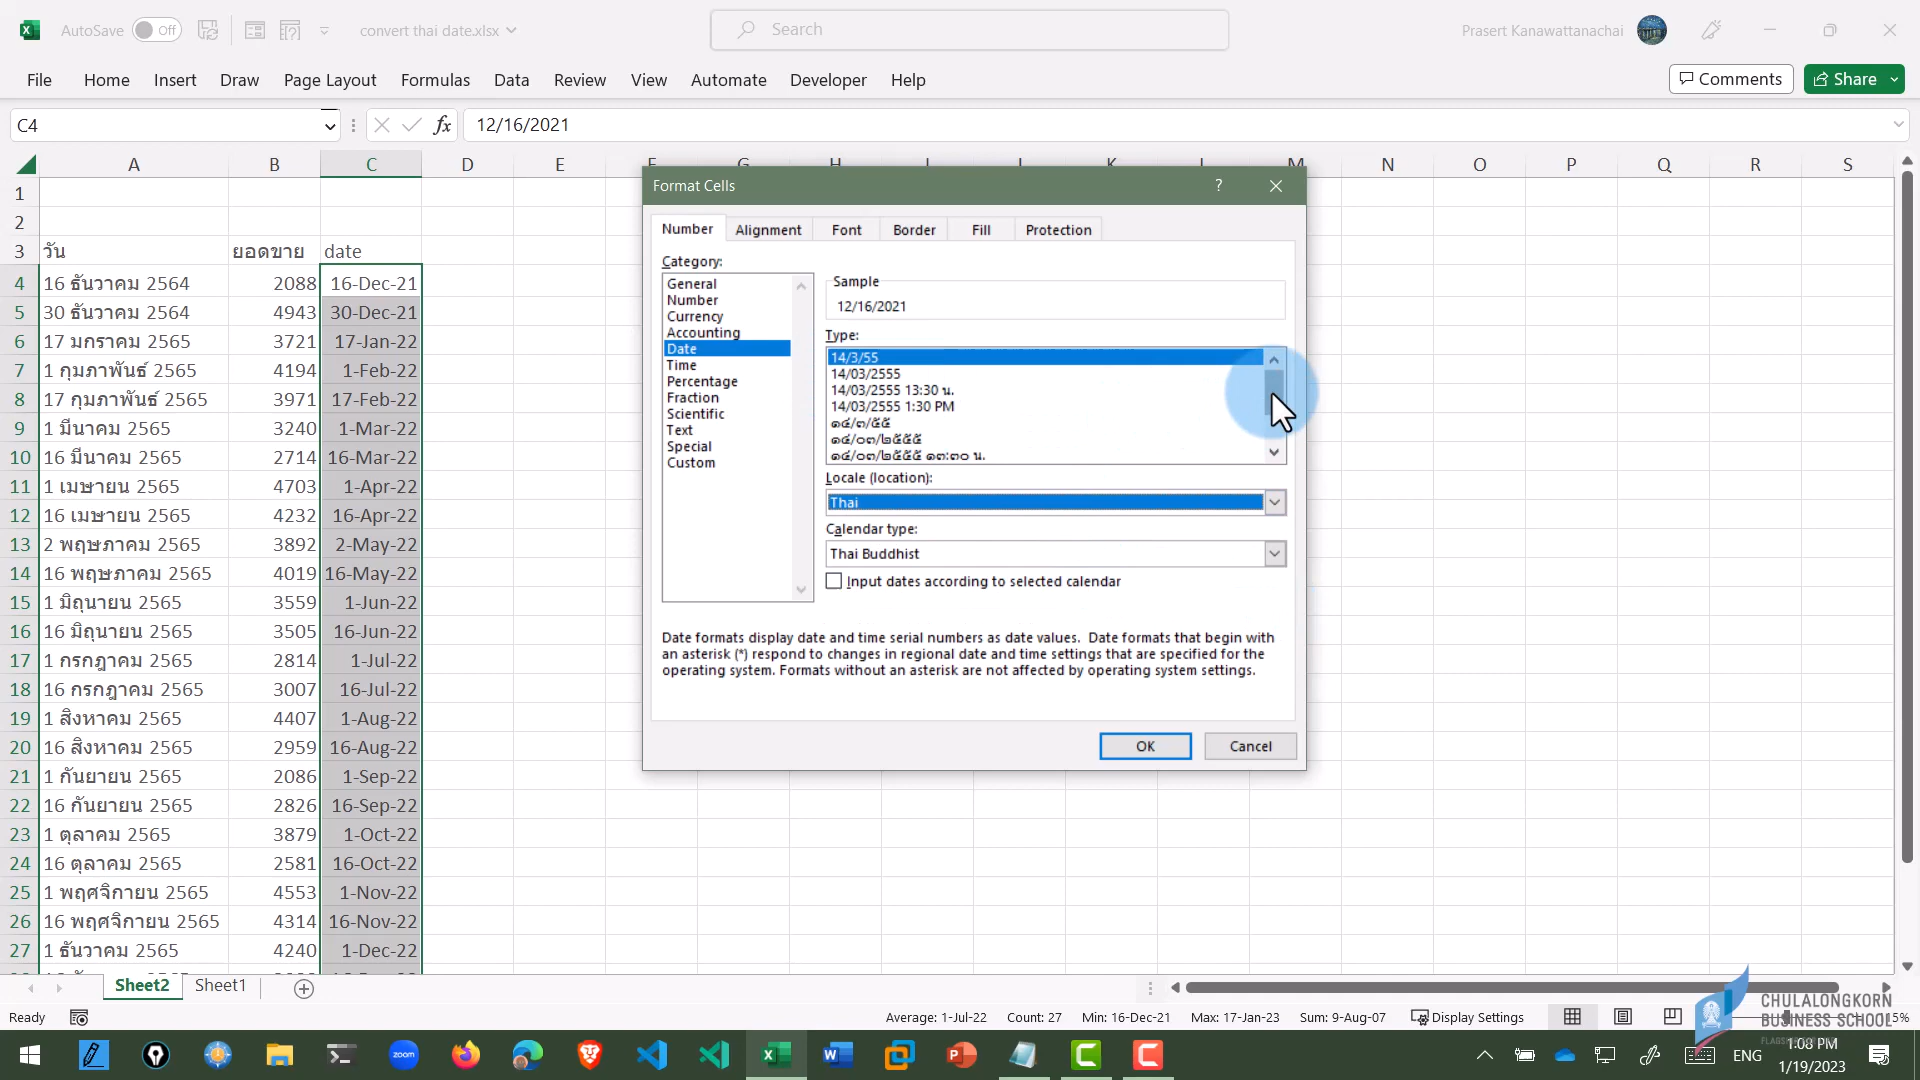 AutoSave Off convert thai date.xlsx Search Prasert Kanawattanachai
File Home Insert Draw Page Layout Formulas Data Review View Automate Developer Help Comments Share
C4 fx 12/16/2021
A B C D E F G H I J K L M N O P Q R S
1
2
3 วัน ยอดขาย date
4 16 ธันวาคม 2564 2088 16-Dec-21
5 30 ธันวาคม 2564 4943 30-Dec-21
6 17 มกราคม 2565 3721 17-Jan-22
7 1 กุมภาพันธ์ 2565 4194 1-Feb-22
8 17 กุมภาพันธ์ 2565 3971 17-Feb-22
9 1 มีนาคม 2565 3240 1-Mar-22
10 16 มีนาคม 2565 2714 16-Mar-22
11 1 เมษายน 2565 4703 1-Apr-22
12 16 เมษายน 2565 4232 16-Apr-22
13 2 พฤษภาคม 2565 3892 2-May-22
14 16 พฤษภาคม 2565 4019 16-May-22
15 1 มิถุนายน 2565 3559 1-Jun-22
16 16 มิถุนายน 2565 3505 16-Jun-22
17 1 กรกฎาคม 2565 2814 1-Jul-22
18 16 กรกฎาคม 2565 3007 16-Jul-22
19 1 สิงหาคม 2565 4407 1-Aug-22
20 16 สิงหาคม 2565 2959 16-Aug-22
21 1 กันยายน 2565 2086 1-Sep-22
22 16 กันยายน 2565 2826 16-Sep-22
23 1 ตุลาคม 2565 3879 1-Oct-22
24 16 ตุลาคม 2565 2581 16-Oct-22
25 1 พฤศจิกายน 2565 4553 1-Nov-22
26 16 พฤศจิกายน 2565 4314 16-Nov-22
27 1 ธันวาคม 2565 4240 1-Dec-22
Format Cells ?
Number Alignment Font Border Fill Protection
Category:
General
Number
Currency
Accounting
Date
Time
Percentage
Fraction
Scientific
Text
Special
Custom
Sample
12/16/2021
Type:
14/3/55
14/03/2555
14/03/2555 13:30 น.
14/03/2555 1:30 PM
๑๔/๓/๕๕
๑๔/๐๓/๒๕๕๕
๑๔/๐๓/๒๕๕๕ ๑๓:๓๐ น.
Locale (location):
Thai
Calendar type:
Thai Buddhist
Input dates according to selected calendar
Date formats display date and time serial numbers as date values. Date formats that begin with
an asterisk (*) respond to changes in regional date and time settings that are specified for the
operating system. Formats without an asterisk are not affected by operating system settings.
OK Cancel
Sheet2 Sheet1
Ready Average: 1-Jul-22 Count: 27 Min: 16-Dec-21 Max: 17-Jan-23 Sum: 9-Aug-07 Display Settings
CHULALONGKORN
BUSINESS SCHOOL
zoom ENG 1:08 PM
1/19/2023